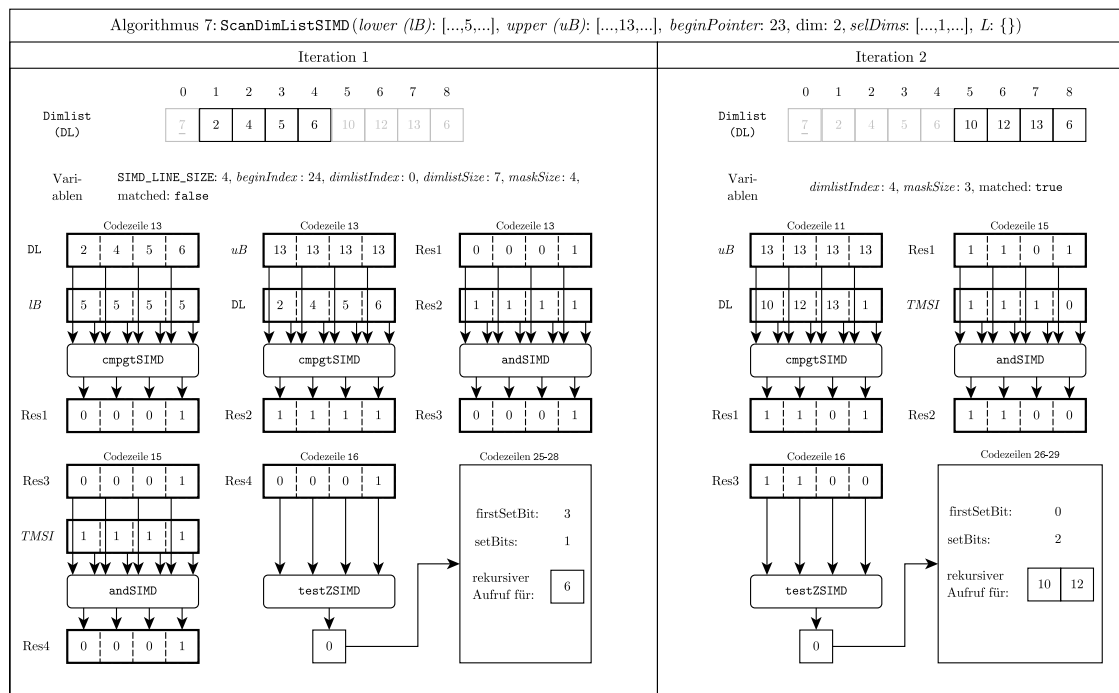 Algorithmus 7: ScanDimListSIMD(lower (lB): [...,5,...], upper (uB): [...,13,...], beginPointer: 23, dim: 2, selDims: [...,1,...], L: {})
Iteration 1
0 1 2 3 4 5 6 7 8
Dimlist
(DL)
7 2 4 5 6 10 12 13 6
Vari-
ablen
SIMD_LINE_SIZE: 4, beginIndex: 24, dimlistIndex: 0, dimlistSize: 7, maskSize: 4,
matched: false
Codezeile 13
DL 2 4 5 6
lB 5 5 5 5
cmpgtSIMD
Res1 0 0 0 1
Codezeile 13
uB 13 13 13 13
DL 2 4 5 6
cmpgtSIMD
Res2 1 1 1 1
Codezeile 13
Res1 0 0 0 1
Res2 1 1 1 1
andSIMD
Res3 0 0 0 1
Codezeile 15
Res3 0 0 0 1
TMSI 1 1 1 1
andSIMD
Res4 0 0 0 1
Codezeile 16
Res4 0 0 0 1
testZSIMD
0
Codezeilen 25-28
firstSetBit: 3
setBits: 1
rekursiver
Aufruf für: 6
Iteration 2
0 1 2 3 4 5 6 7 8
Dimlist
(DL)
7 2 4 5 6 10 12 13 6
Vari-
ablen
dimlistIndex: 4, maskSize: 3, matched: true
Codezeile 11
uB 13 13 13 13
DL 10 12 13 1
cmpgtSIMD
Res1 1 1 0 1
Codezeile 15
Res1 1 1 0 1
TMSI 1 1 1 0
andSIMD
Res2 1 1 0 0
Codezeile 16
Res3 1 1 0 0
testZSIMD
0
Codezeilen 26-29
firstSetBit: 0
setBits: 2
rekursiver
Aufruf für: 10 12